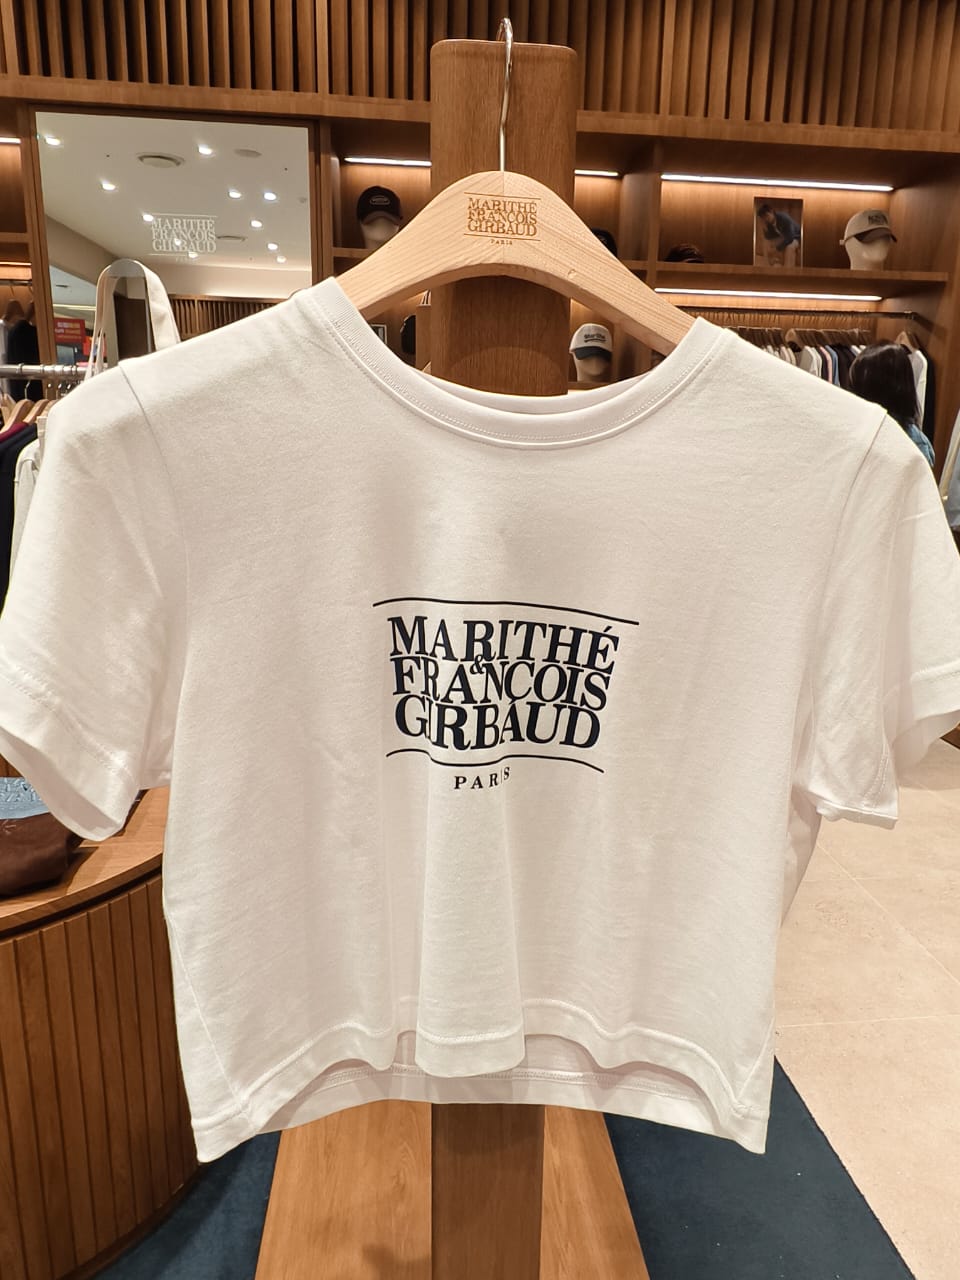 MARITHÉ
FRANÇOIS
GIRBAUD
PARIS
MARITHÉ
FRANÇOIS
GIRBAUD
MARITHÉ
&
FRANÇOIS
GIRBAUD
PARIS